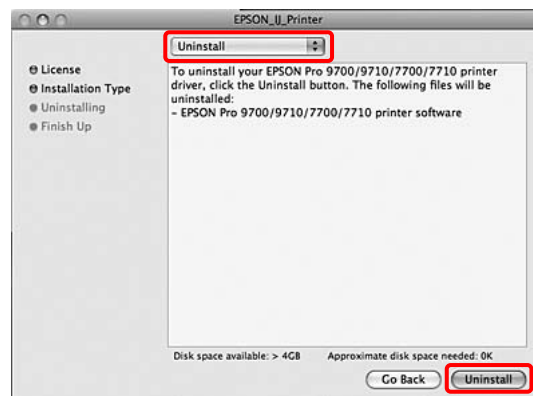 EPSON_IJ_Printer
Uninstall
License
Installation Type
Uninstalling
Finish Up
To uninstall your EPSON Pro 9700/9710/7700/7710 printer
driver, click the Uninstall button. The following files will be
uninstalled:
- EPSON Pro 9700/9710/7700/7710 printer software
Disk space available: > 4GB
Approximate disk space needed: 0K
Go Back
Uninstall